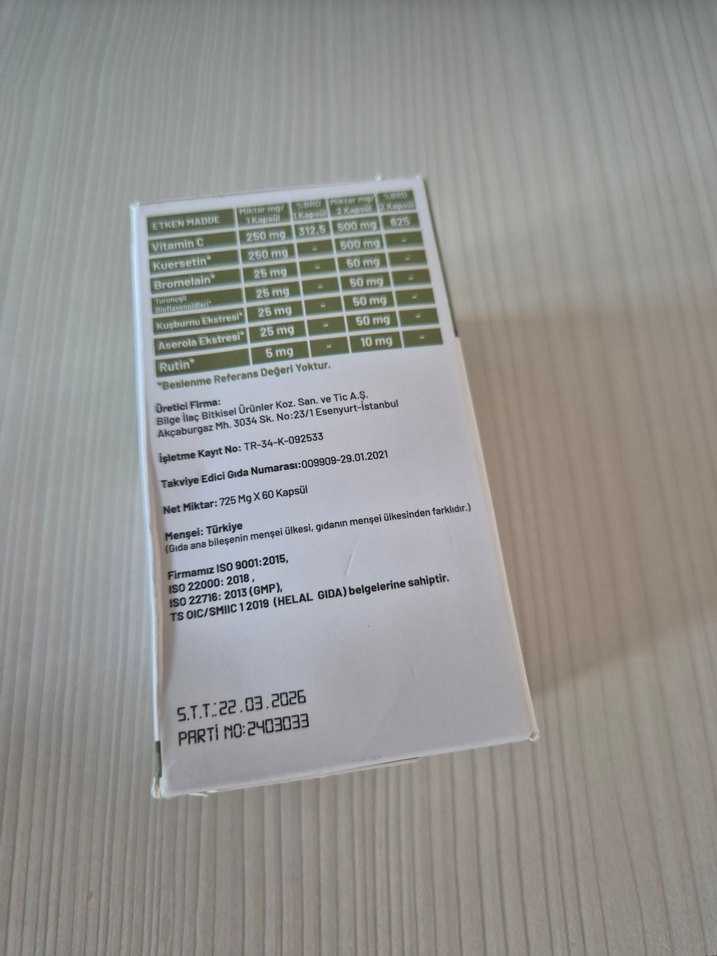 ETKEN MADDE Miktar mg/ 1 Kapsül %BRD 1 Kapsül Miktar mg/ 2 Kapsül %BRD 2 Kapsül
Vitamin C 250 mg 312,5 500 mg 625
Kuersetin* 250 mg - 500 mg -
Bromelain* 25 mg - 50 mg -
Turunçgil Bioflavonoidleri* 25 mg - 50 mg -
Kuşburnu Ekstresi* 25 mg - 50 mg -
Aserola Ekstresi* 25 mg - 50 mg -
Rutin* 5 mg - 10 mg -
*Beslenme Referans Değeri Yoktur.
Üretici Firma:
Bilge İlaç Bitkisel Ürünler Koz. San. ve Tic A.Ş.
Akçaburgaz Mh. 3034 Sk. No:23/1 Esenyurt-İstanbul
İşletme Kayıt No: TR-34-K-092533
Takviye Edici Gıda Numarası:009909-29.01.2021
Net Miktar: 725 Mg X 60 Kapsül
Menşei: Türkiye
(Gıda ana bileşenin menşei ülkesi, gıdanın menşei ülkesinden farklıdır.)
Firmamız ISO 9001:2015,
ISO 22000: 2018 ,
ISO 22716: 2013 (GMP),
TS OIC/SMIIC 1 2019 (HELAL GIDA) belgelerine sahiptir.
S.T.T.:22.03.2026
PARTİ NO:2403033